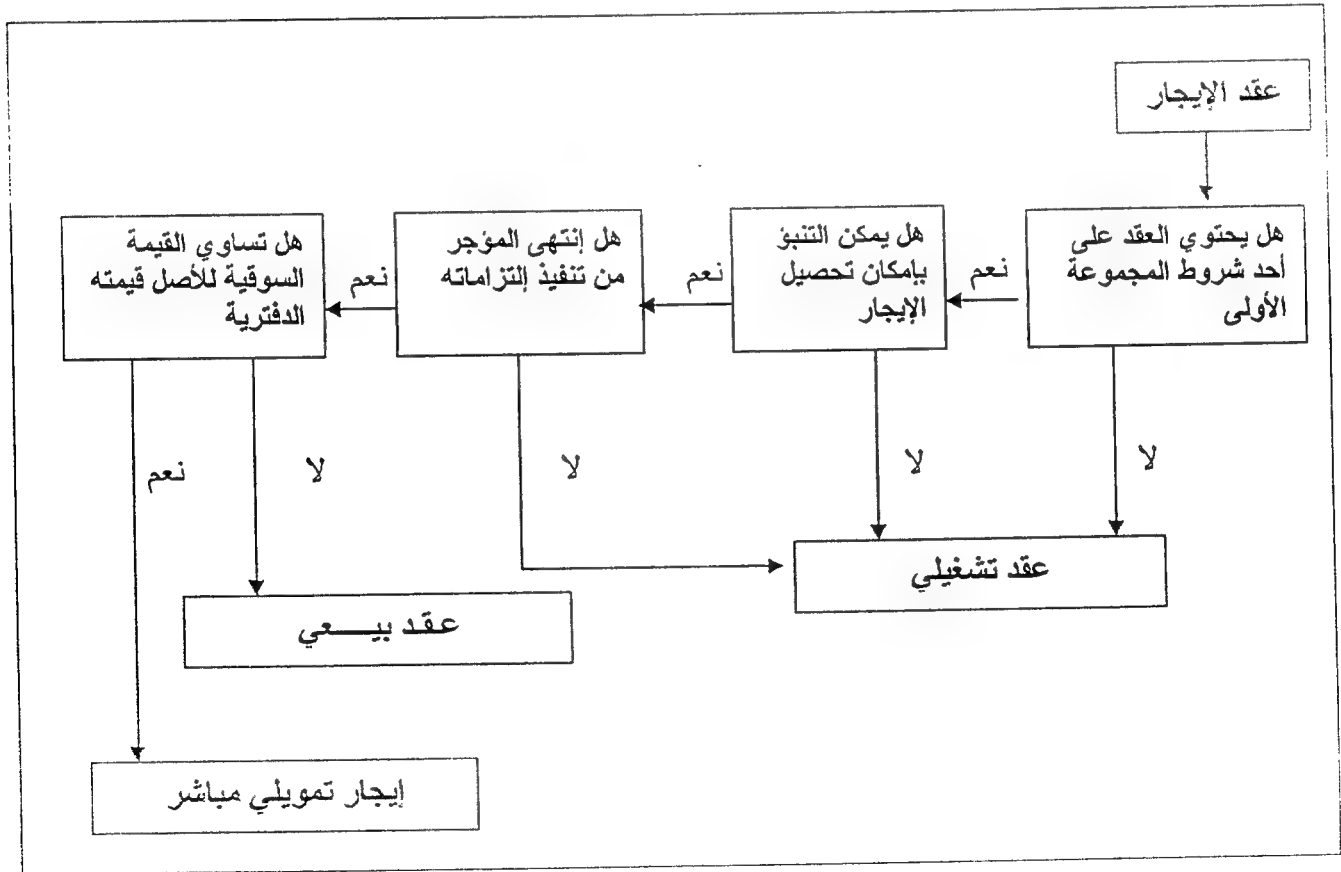 عقد الإيجار
هل يحتوي العقد على
أحد شروط المجموعة
الأولى
نعم
هل يمكن التنبؤ
بإمكان تحصيل
الإيجار
نعم
هل إنتهى المؤجر
من تنفيذ إلتزاماته
نعم
هل تساوي القيمة
السوقية للأصل قيمته
الدفترية
لا
لا
لا
لا
نعم
عقد تشغيلي
عقد بيـــعي
إيجار تمويلي مباشر